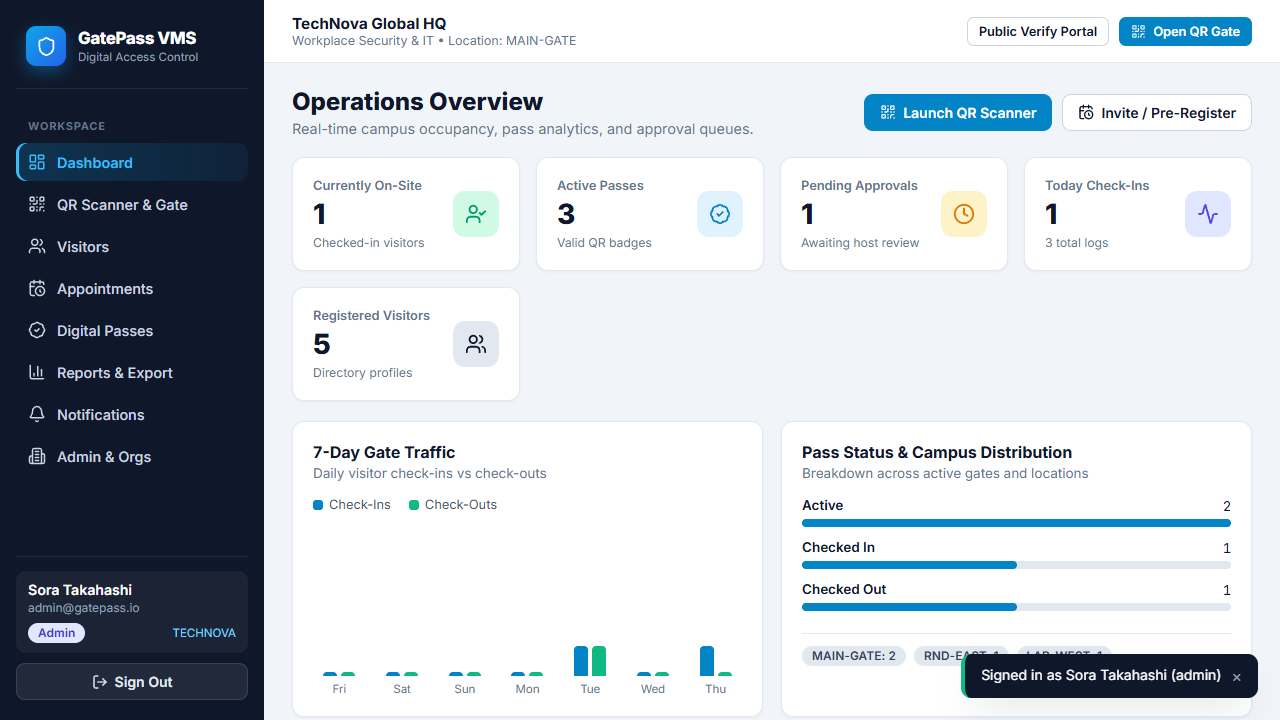 GatePass VMS
Digital Access Control
WORKSPACE
Dashboard
QR Scanner & Gate
Visitors
Appointments
Digital Passes
Reports & Export
Notifications
Admin & Orgs
Sora Takahashi
admin@gatepass.io
Admin
TECHNOVA
Sign Out
TechNova Global HQ
Workplace Security & IT • Location: MAIN-GATE
Public Verify Portal
Open QR Gate
Operations Overview
Real-time campus occupancy, pass analytics, and approval queues.
Launch QR Scanner
Invite / Pre-Register
Currently On-Site
1
Checked-in visitors
Active Passes
3
Valid QR badges
Pending Approvals
1
Awaiting host review
Today Check-Ins
1
3 total logs
Registered Visitors
5
Directory profiles
7-Day Gate Traffic
Daily visitor check-ins vs check-outs
Check-Ins
Check-Outs
Fri
Sat
Sun
Mon
Tue
Wed
Thu
Pass Status & Campus Distribution
Breakdown across active gates and locations
Active 2
Checked In 1
Checked Out 1
MAIN-GATE: 2
RND-EAST: 1
LAB-WEST: 1
Signed in as Sora Takahashi (admin) ×